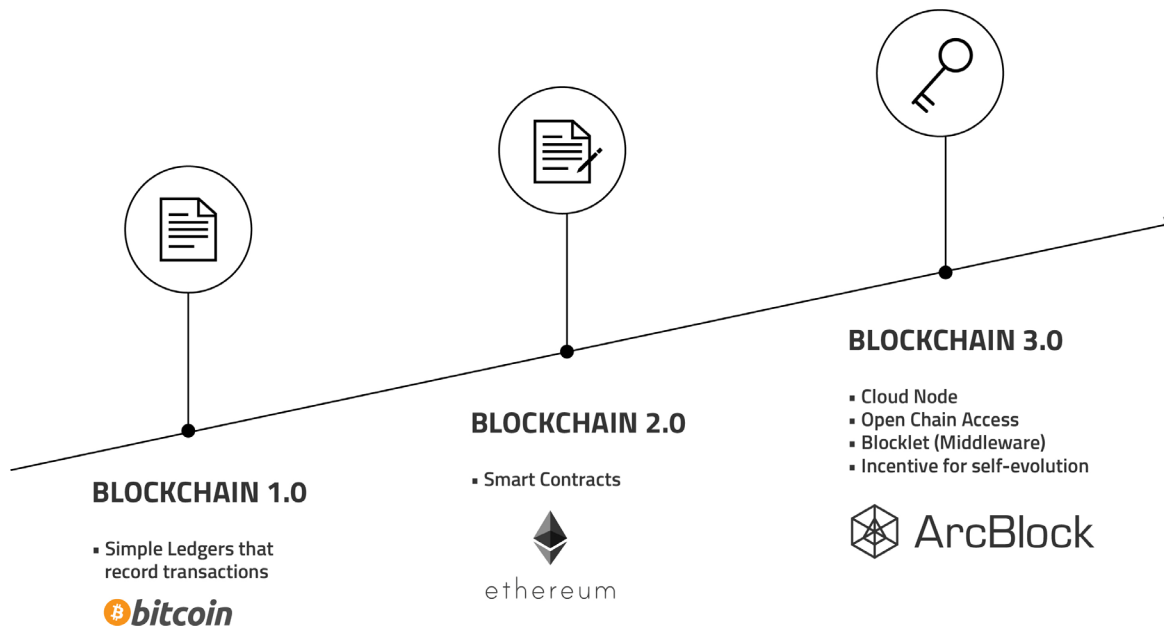 BLOCKCHAIN 1.0
▪ Simple Ledgers that
record transactions
bitcoin
BLOCKCHAIN 2.0
▪ Smart Contracts
ethereum
BLOCKCHAIN 3.0
▪ Cloud Node
▪ Open Chain Access
▪ Blocklet (Middleware)
▪ Incentive for self-evolution
ArcBlock